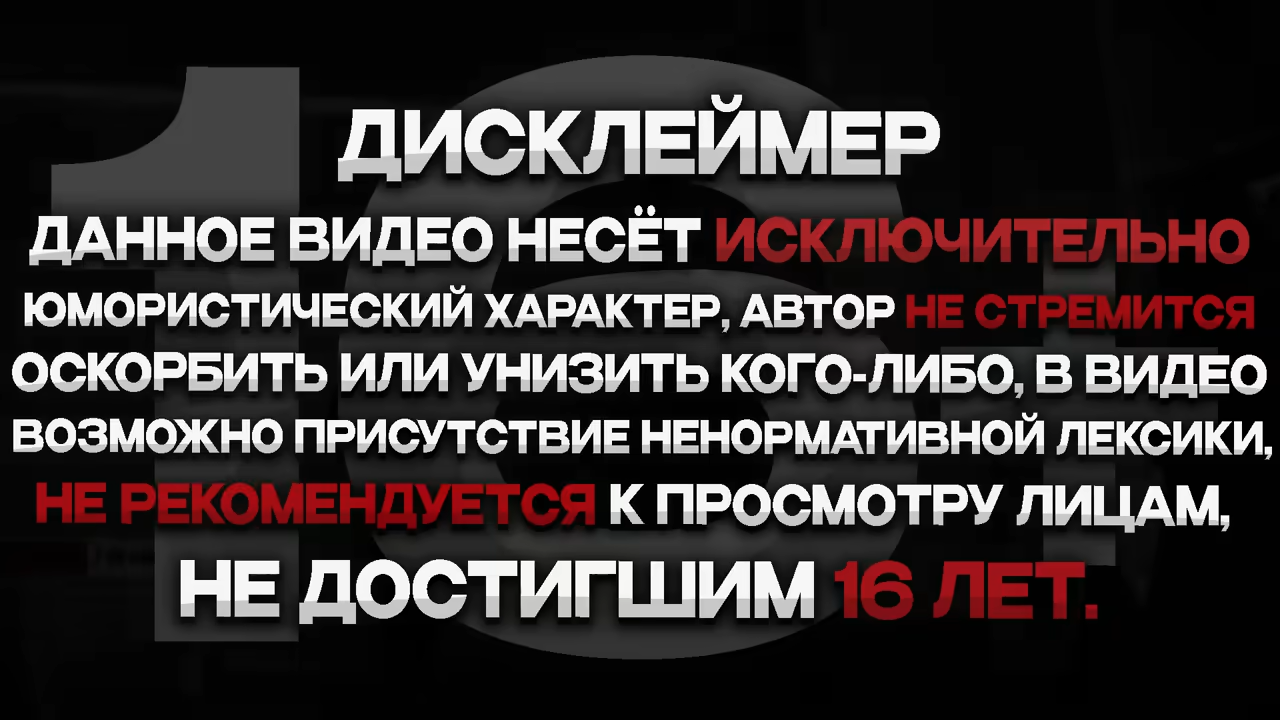 ДИСКЛЕЙМЕР
ДАННОЕ ВИДЕО НЕСЁТ ИСКЛЮЧИТЕЛЬНО
ЮМОРИСТИЧЕСКИЙ ХАРАКТЕР, АВТОР НЕ СТРЕМИТСЯ
ОСКОРБИТЬ ИЛИ УНИЗИТЬ КОГО-ЛИБО, В ВИДЕО
ВОЗМОЖНО ПРИСУТСТВИЕ НЕНОРМАТИВНОЙ ЛЕКСИКИ,
НЕ РЕКОМЕНДУЕТСЯ К ПРОСМОТРУ ЛИЦАМ,
НЕ ДОСТИГШИМ 16 ЛЕТ.
16+